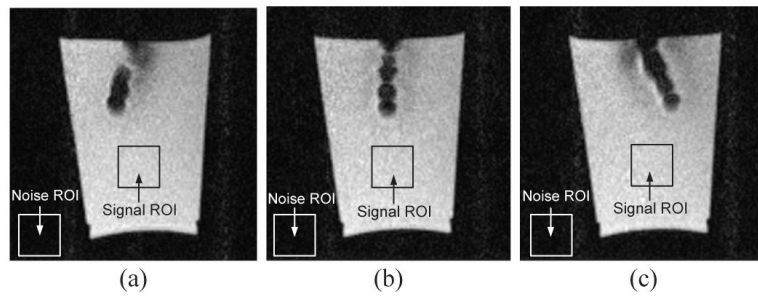 Noise ROI
Signal ROI
Noise ROI
Signal ROI
Noise ROI
Signal ROI
(a)
(b)
(c)